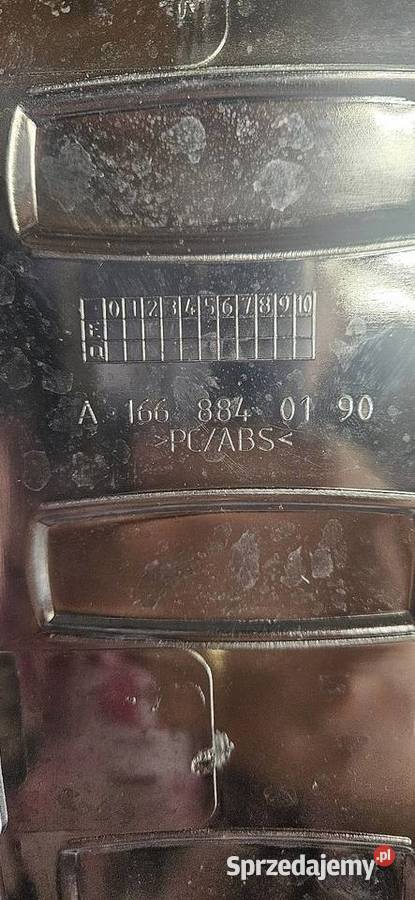 0 1 2 3 4 5 6 7 8 9 10
A 166 884 01 90
>PC/ABS<
Sprzedajemy.pl